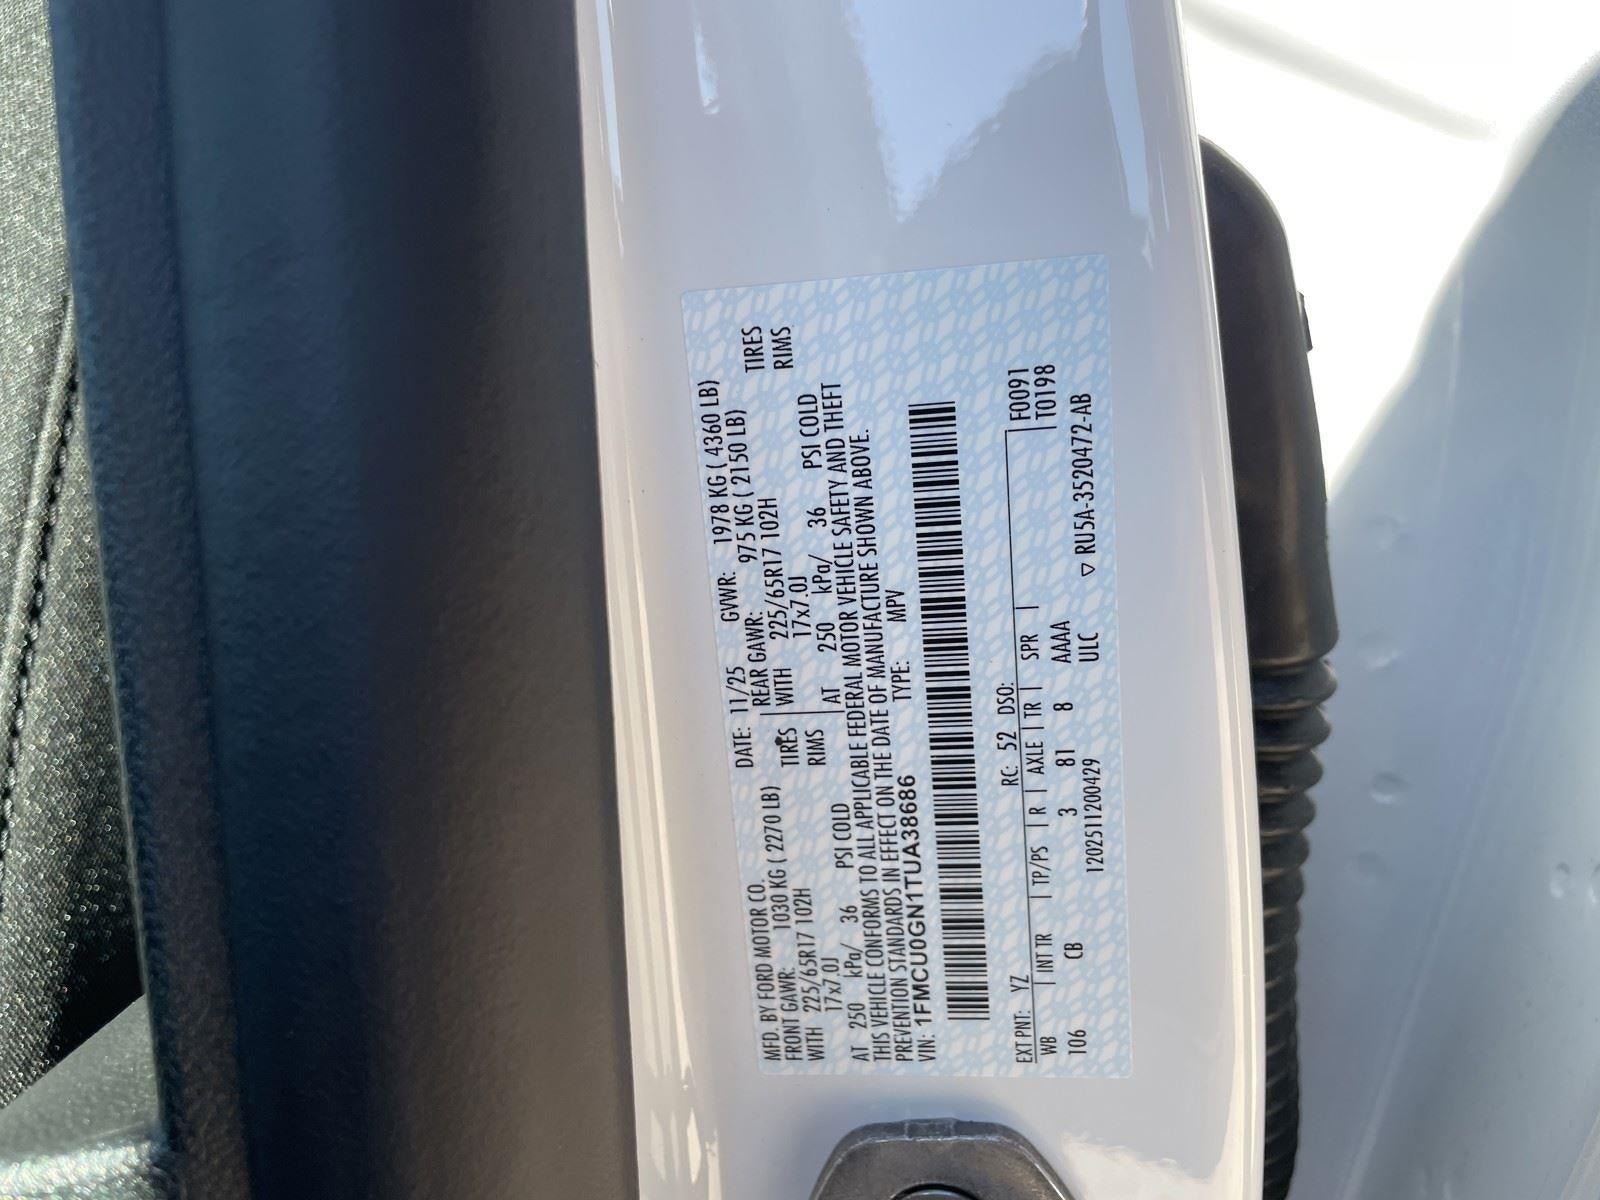 MFD. BY FORD MOTOR CO. DATE: 11/25 GVWR: 1978 KG ( 4360 LB)
FRONT GAWR: 1030 KG ( 2270 LB) REAR GAWR: 975 KG ( 2150 LB)
WITH 225/65R17 102H TIRES WITH 225/65R17 102H TIRES
17x7.0J RIMS 17x7.0J RIMS
AT 250 kPa/ 36 PSI COLD AT 250 kPa/ 36 PSI COLD
THIS VEHICLE CONFORMS TO ALL APPLICABLE FEDERAL MOTOR VEHICLE SAFETY AND THEFT
PREVENTION STANDARDS IN EFFECT ON THE DATE OF MANUFACTURE SHOWN ABOVE.
VIN: 1FMCU0GN1TUA38686 TYPE: MPV
EXT PNT: YZ RC: 52 DSO: F0091
WB INT TR TP/PS R AXLE TR SPR T0198
106 CB 3 81 8 AAAA
1202511200429 ULC ▽ RU5A-3520472-AB